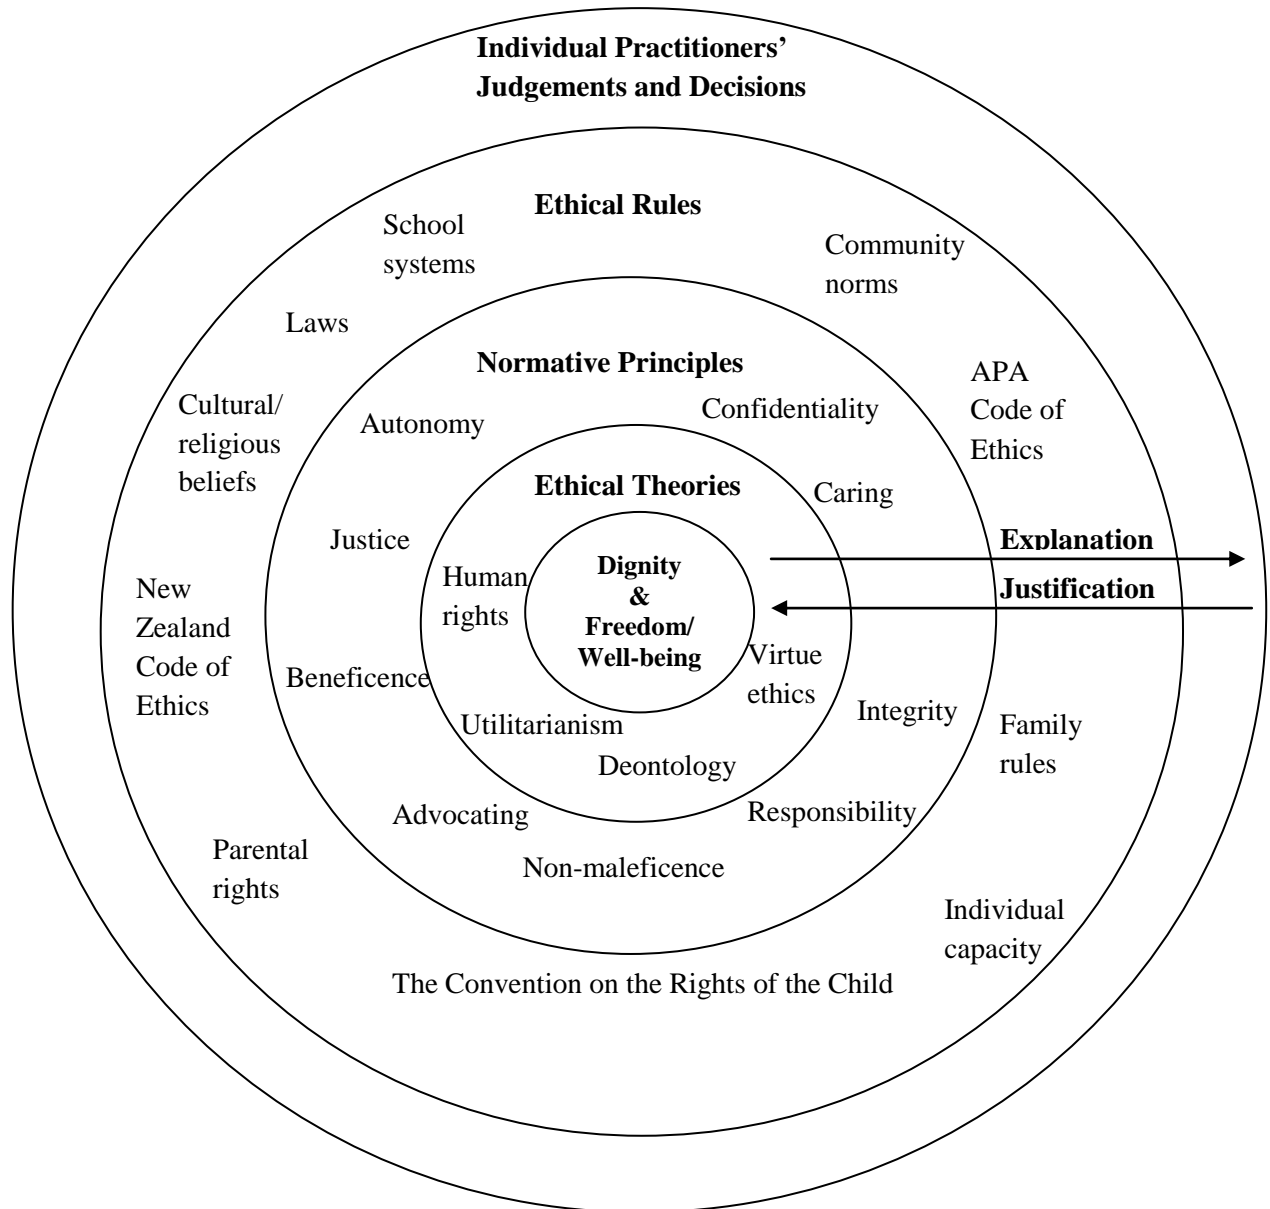 Individual Practitioners’
Judgements and Decisions
Ethical Rules
School
systems
Community
norms
Laws
Normative Principles
APA
Code of
Ethics
Cultural/
religious
beliefs
Autonomy
Confidentiality
Ethical Theories
Caring
Justice
Explanation
Human
rights
Dignity
&
Freedom/
Well-being
Justification
New
Zealand
Code of
Ethics
Beneficence
Virtue
ethics
Utilitarianism
Integrity
Family
rules
Deontology
Advocating
Responsibility
Parental
rights
Non-maleficence
Individual
capacity
The Convention on the Rights of the Child